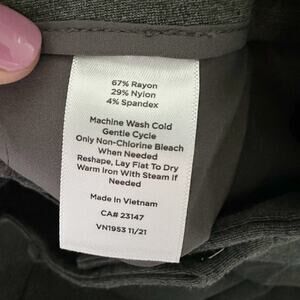 67% Rayon
29% Nylon
4% Spandex
Machine Wash Cold
Gentle Cycle
Only Non-Chlorine Bleach
When Needed
Reshape, Lay Flat To Dry
Warm Iron With Steam If
Needed
Made In Vietnam
CA# 23147
VN1953 11/21